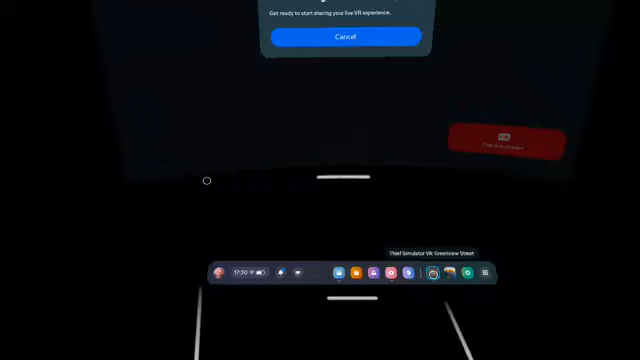 Get ready to start sharing your live VR experience.
Cancel
Thief Simulator VR: Greenview Street
17:30